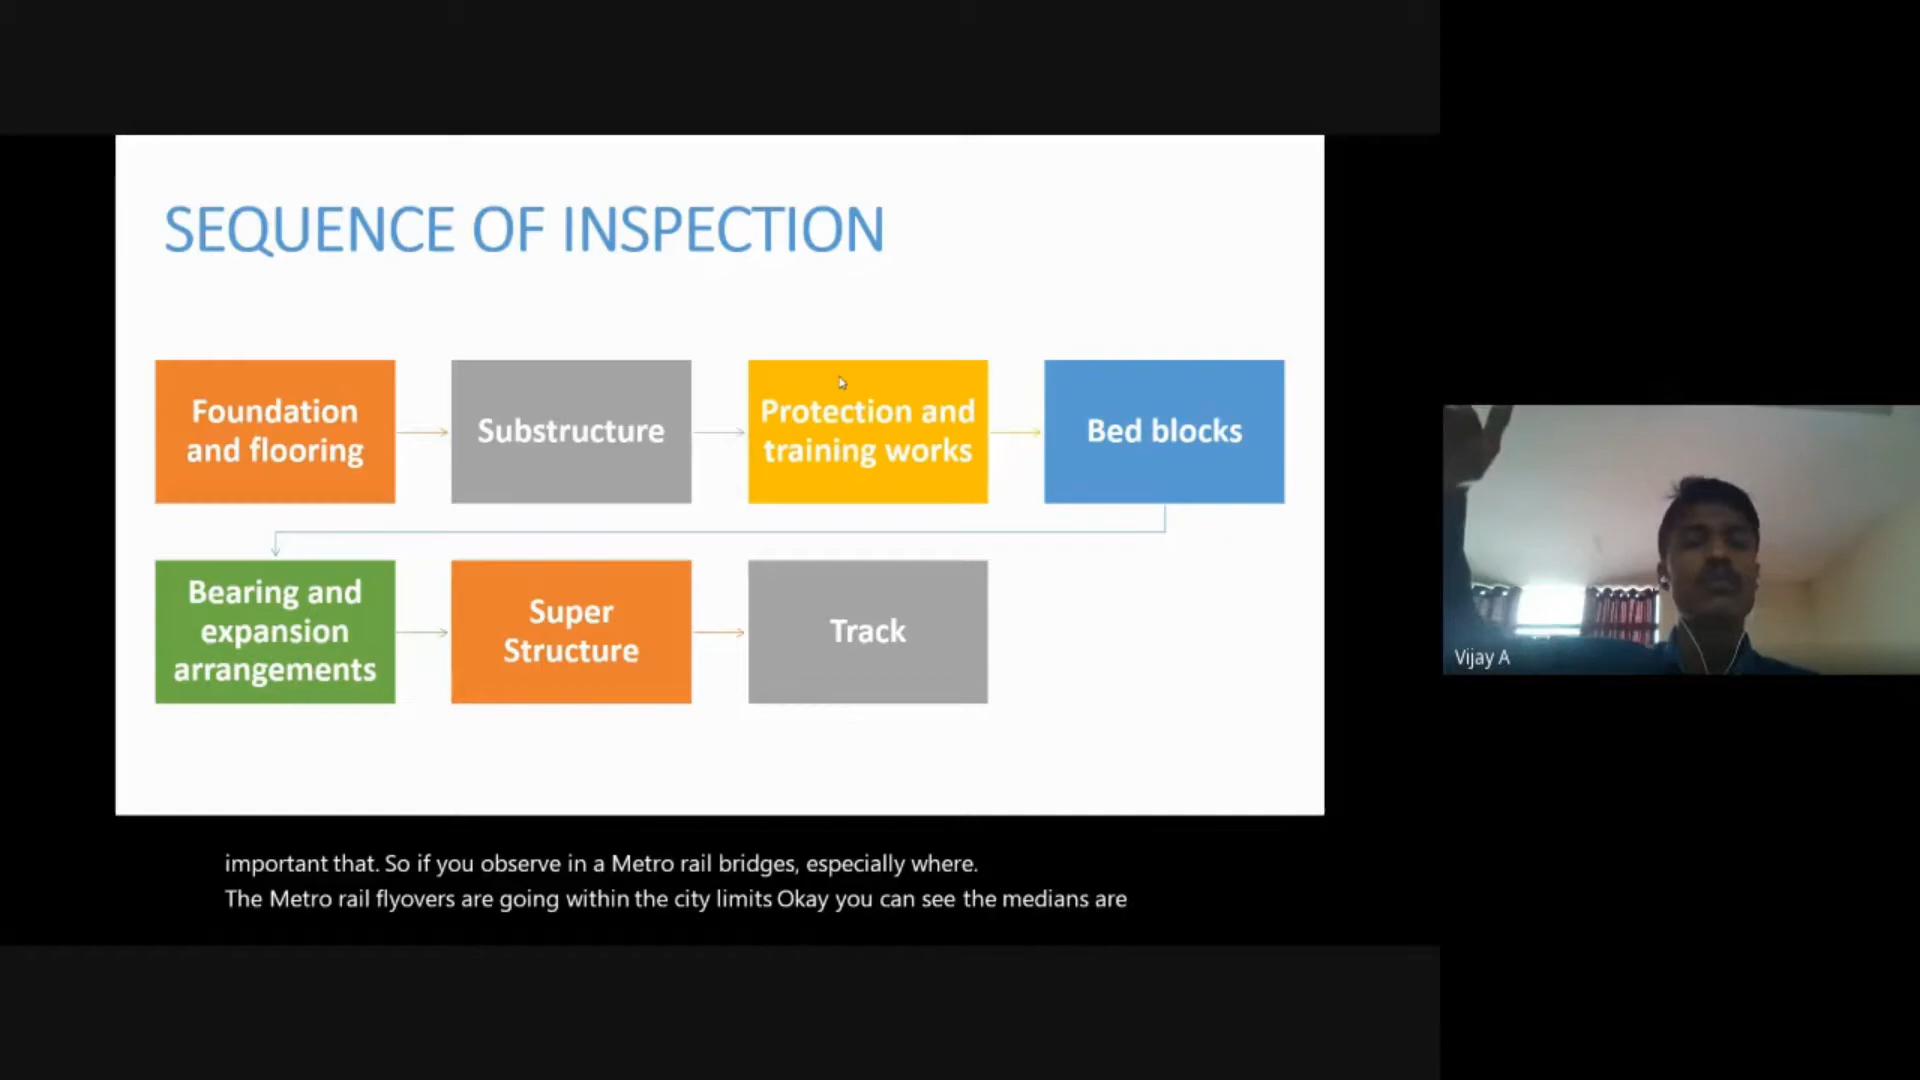 SEQUENCE OF INSPECTION
Foundation
and flooring
Substructure
Protection and
training works
Bed blocks
Bearing and
expansion
arrangements
Super
Structure
Track
Vijay A
important that. So if you observe in a Metro rail bridges, especially where.
The Metro rail flyovers are going within the city limits Okay you can see the medians are